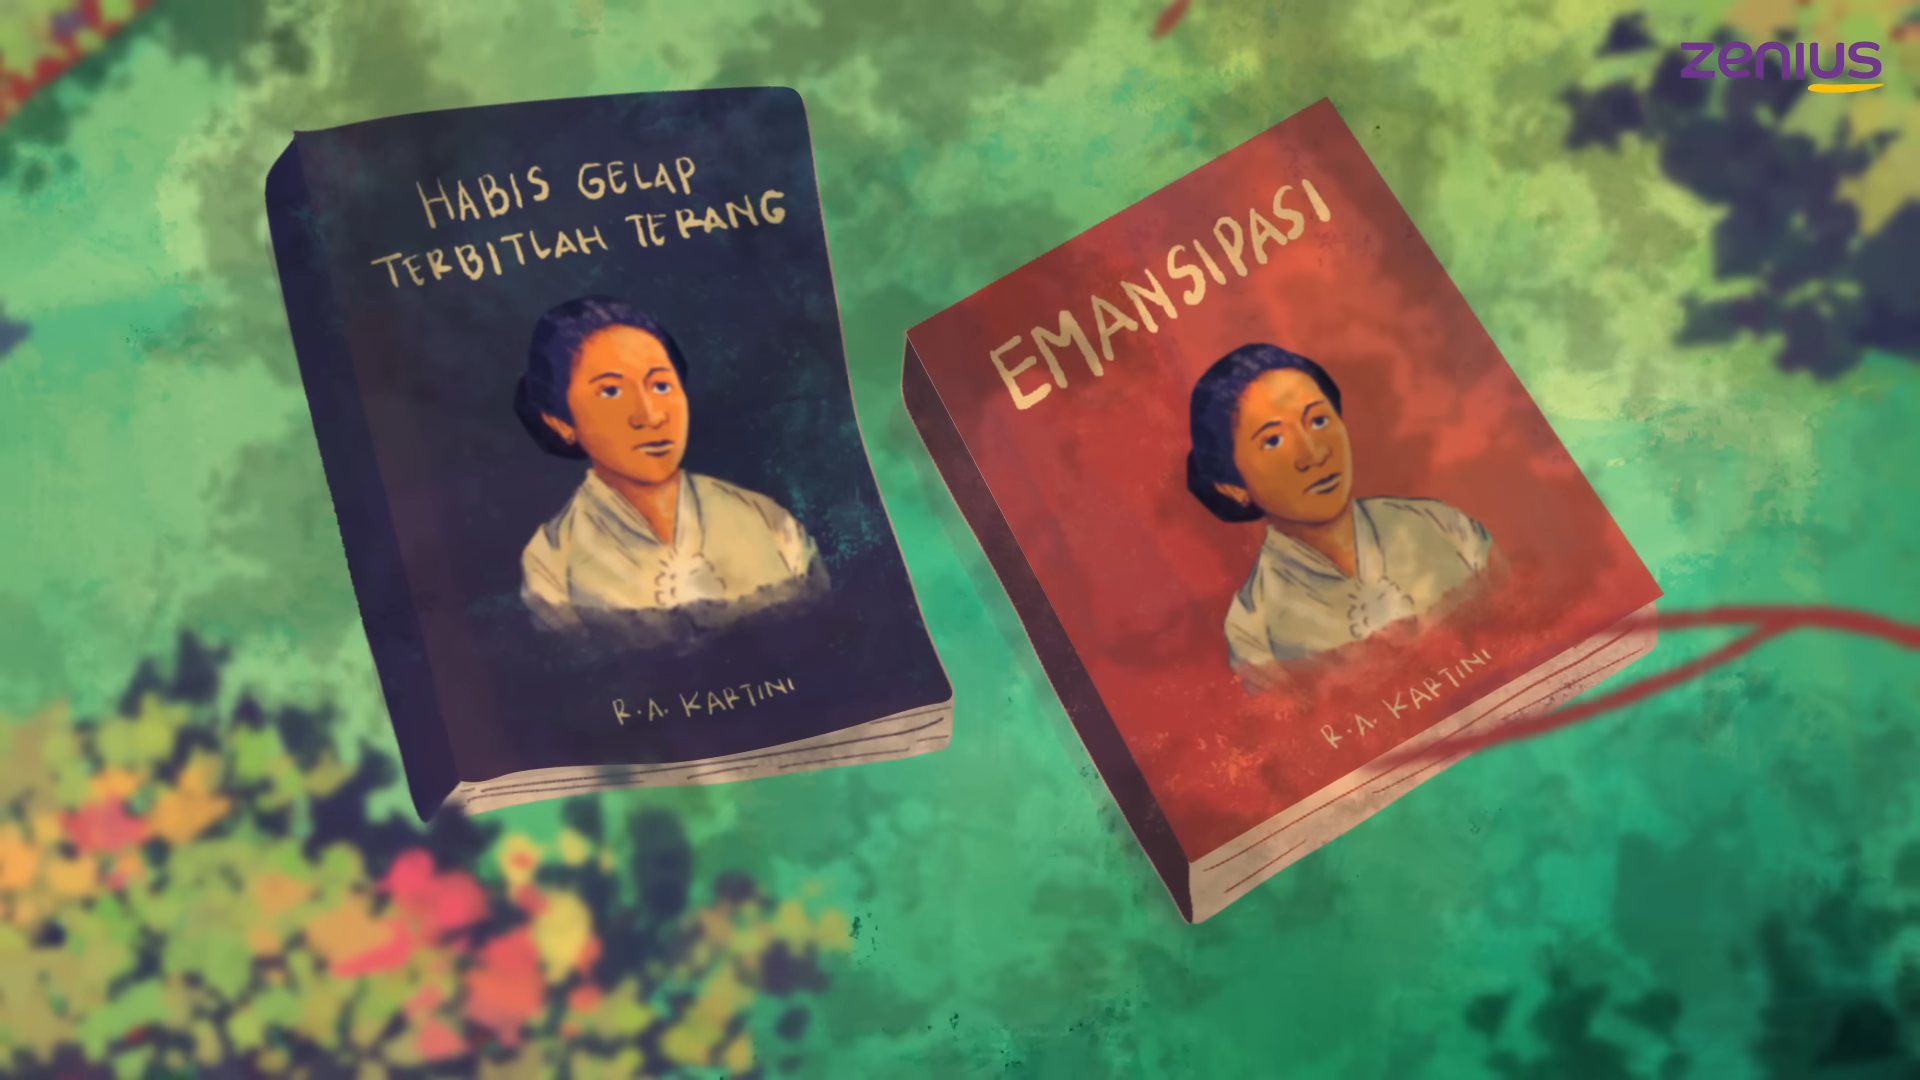 zenius
HABIS GELAP
TERBITLAH TERANG
R.A. KARTINI
EMANSIPASI
R.A. KARTINI